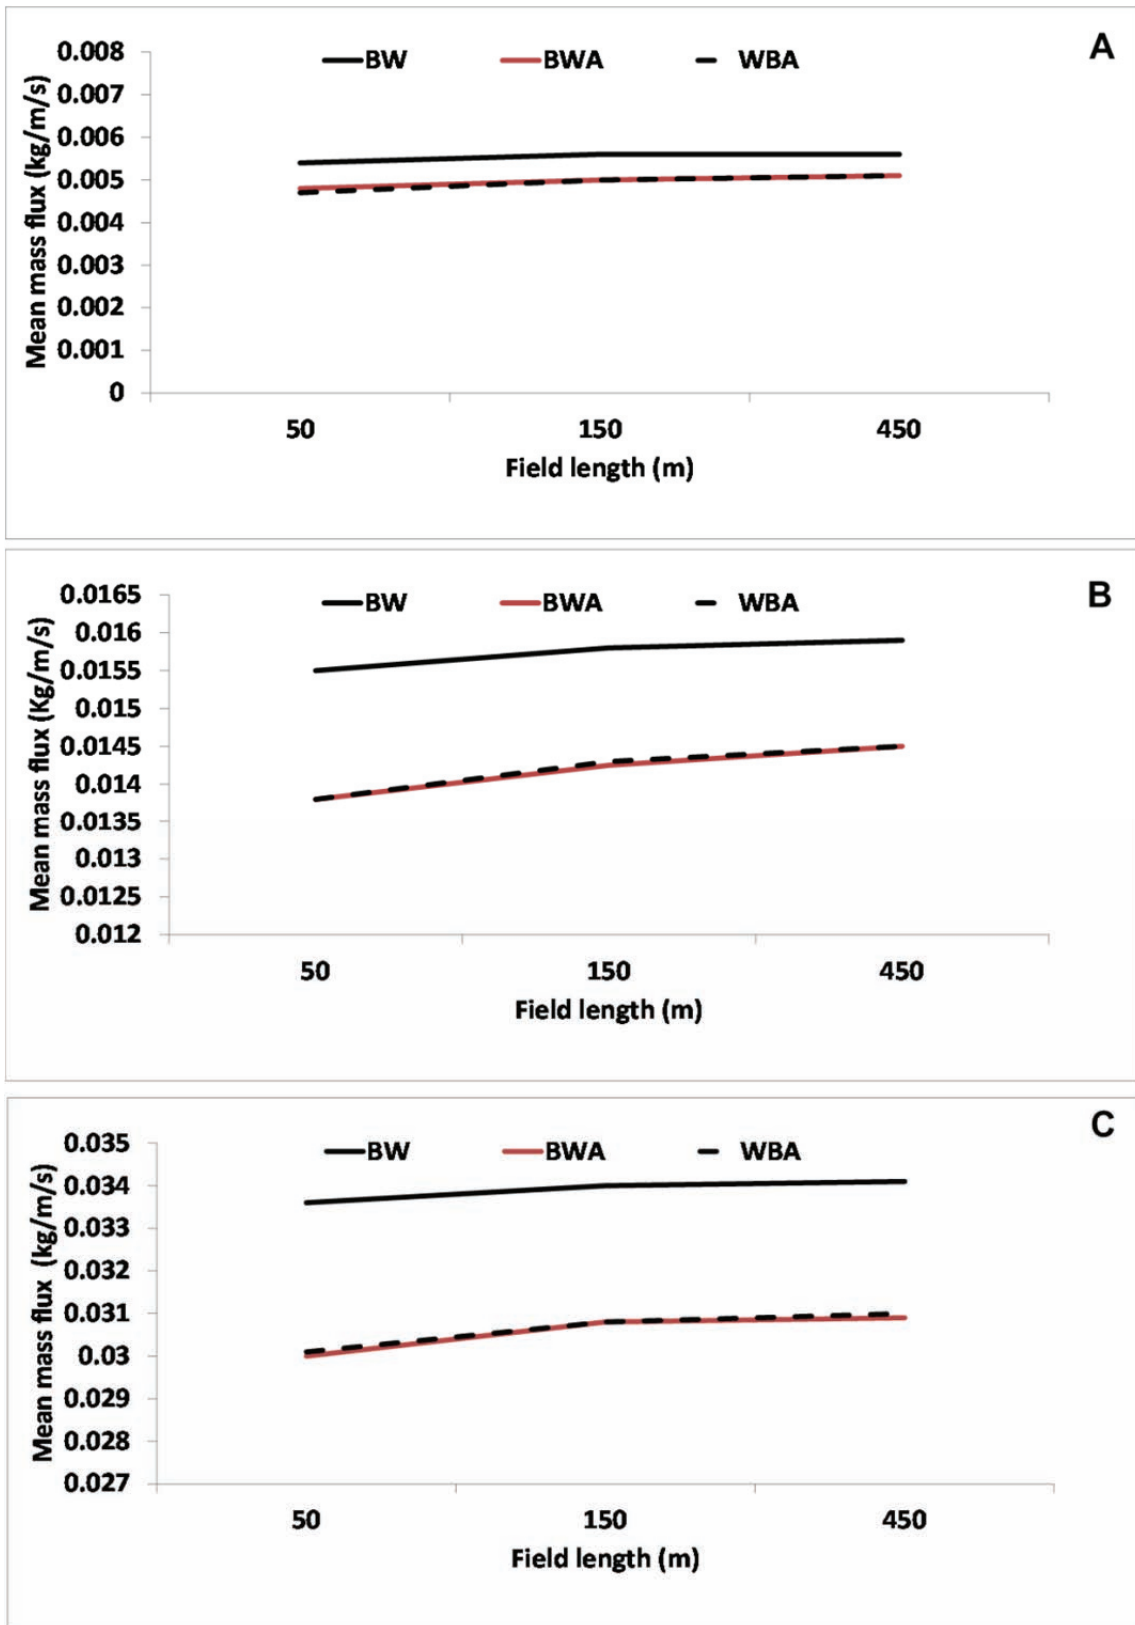 A
BW BWA WBA
Mean mass flux (kg/m/s)
0.008
0.007
0.006
0.005
0.004
0.003
0.002
0.001
0
50 150 450
Field length (m)
B
BW BWA WBA
Mean mass flux (Kg/m/s)
0.0165
0.016
0.0155
0.015
0.0145
0.014
0.0135
0.013
0.0125
0.012
50 150 450
Field length (m)
C
BW BWA WBA
Mean mass flux (kg/m/s)
0.035
0.034
0.033
0.032
0.031
0.03
0.029
0.028
0.027
50 150 450
Field length (m)